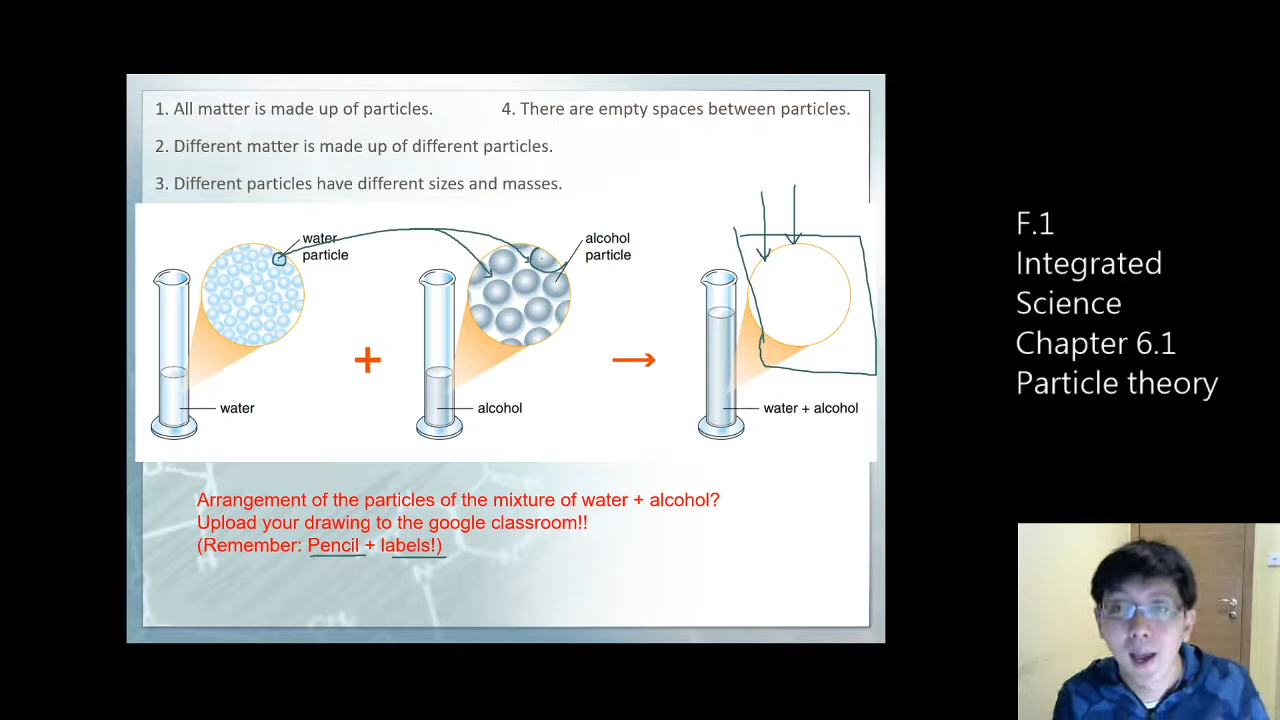 1. All matter is made up of particles.
4. There are empty spaces between particles.
2. Different matter is made up of different particles.
3. Different particles have different sizes and masses.
water
particle
alcohol
particle
water
alcohol
water + alcohol
Arrangement of the particles of the mixture of water + alcohol?
Upload your drawing to the google classroom!!
(Remember: Pencil + labels!)
F.1
Integrated
Science
Chapter 6.1
Particle theory